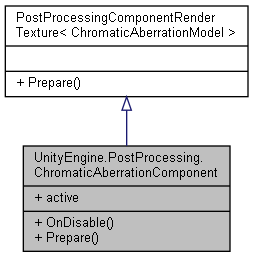 PostProcessingComponentRender
Texture< ChromaticAberrationModel >
+ Prepare()
UnityEngine.PostProcessing.
ChromaticAberrationComponent
+ active
+ OnDisable()
+ Prepare()